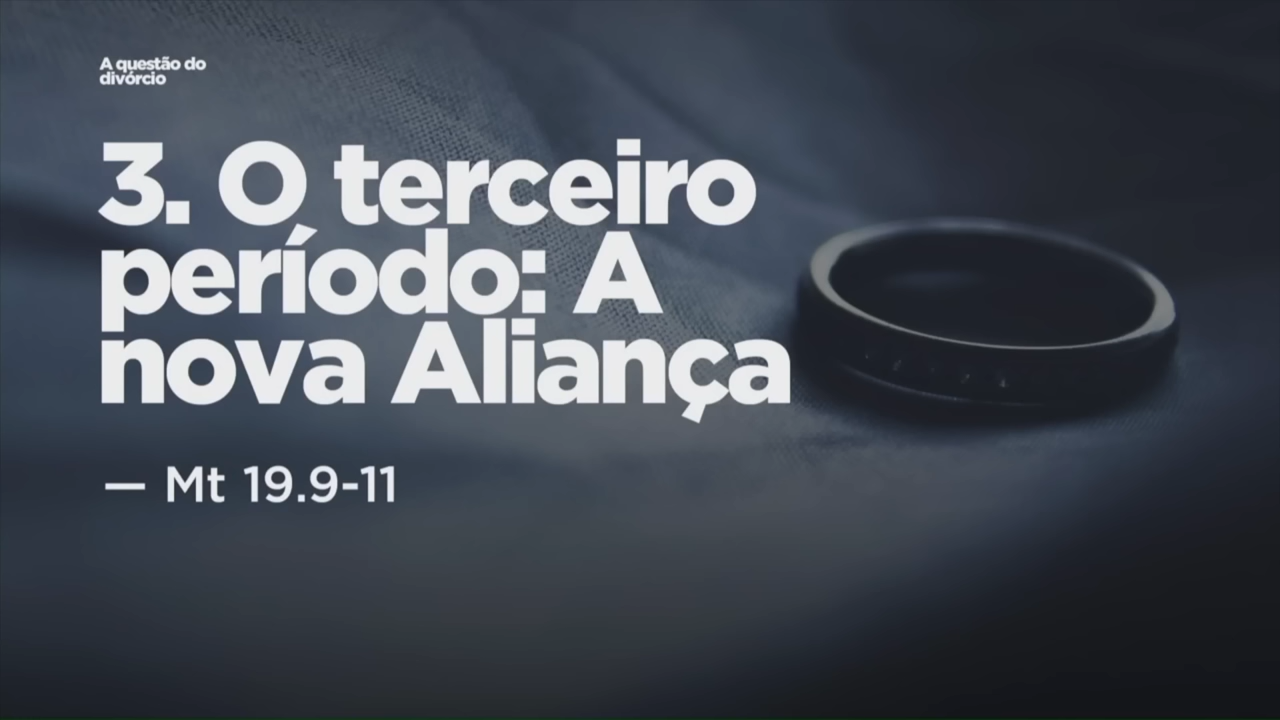 A questão do
divórcio
3. O terceiro
período: A
nova Aliança
— Mt 19.9-11